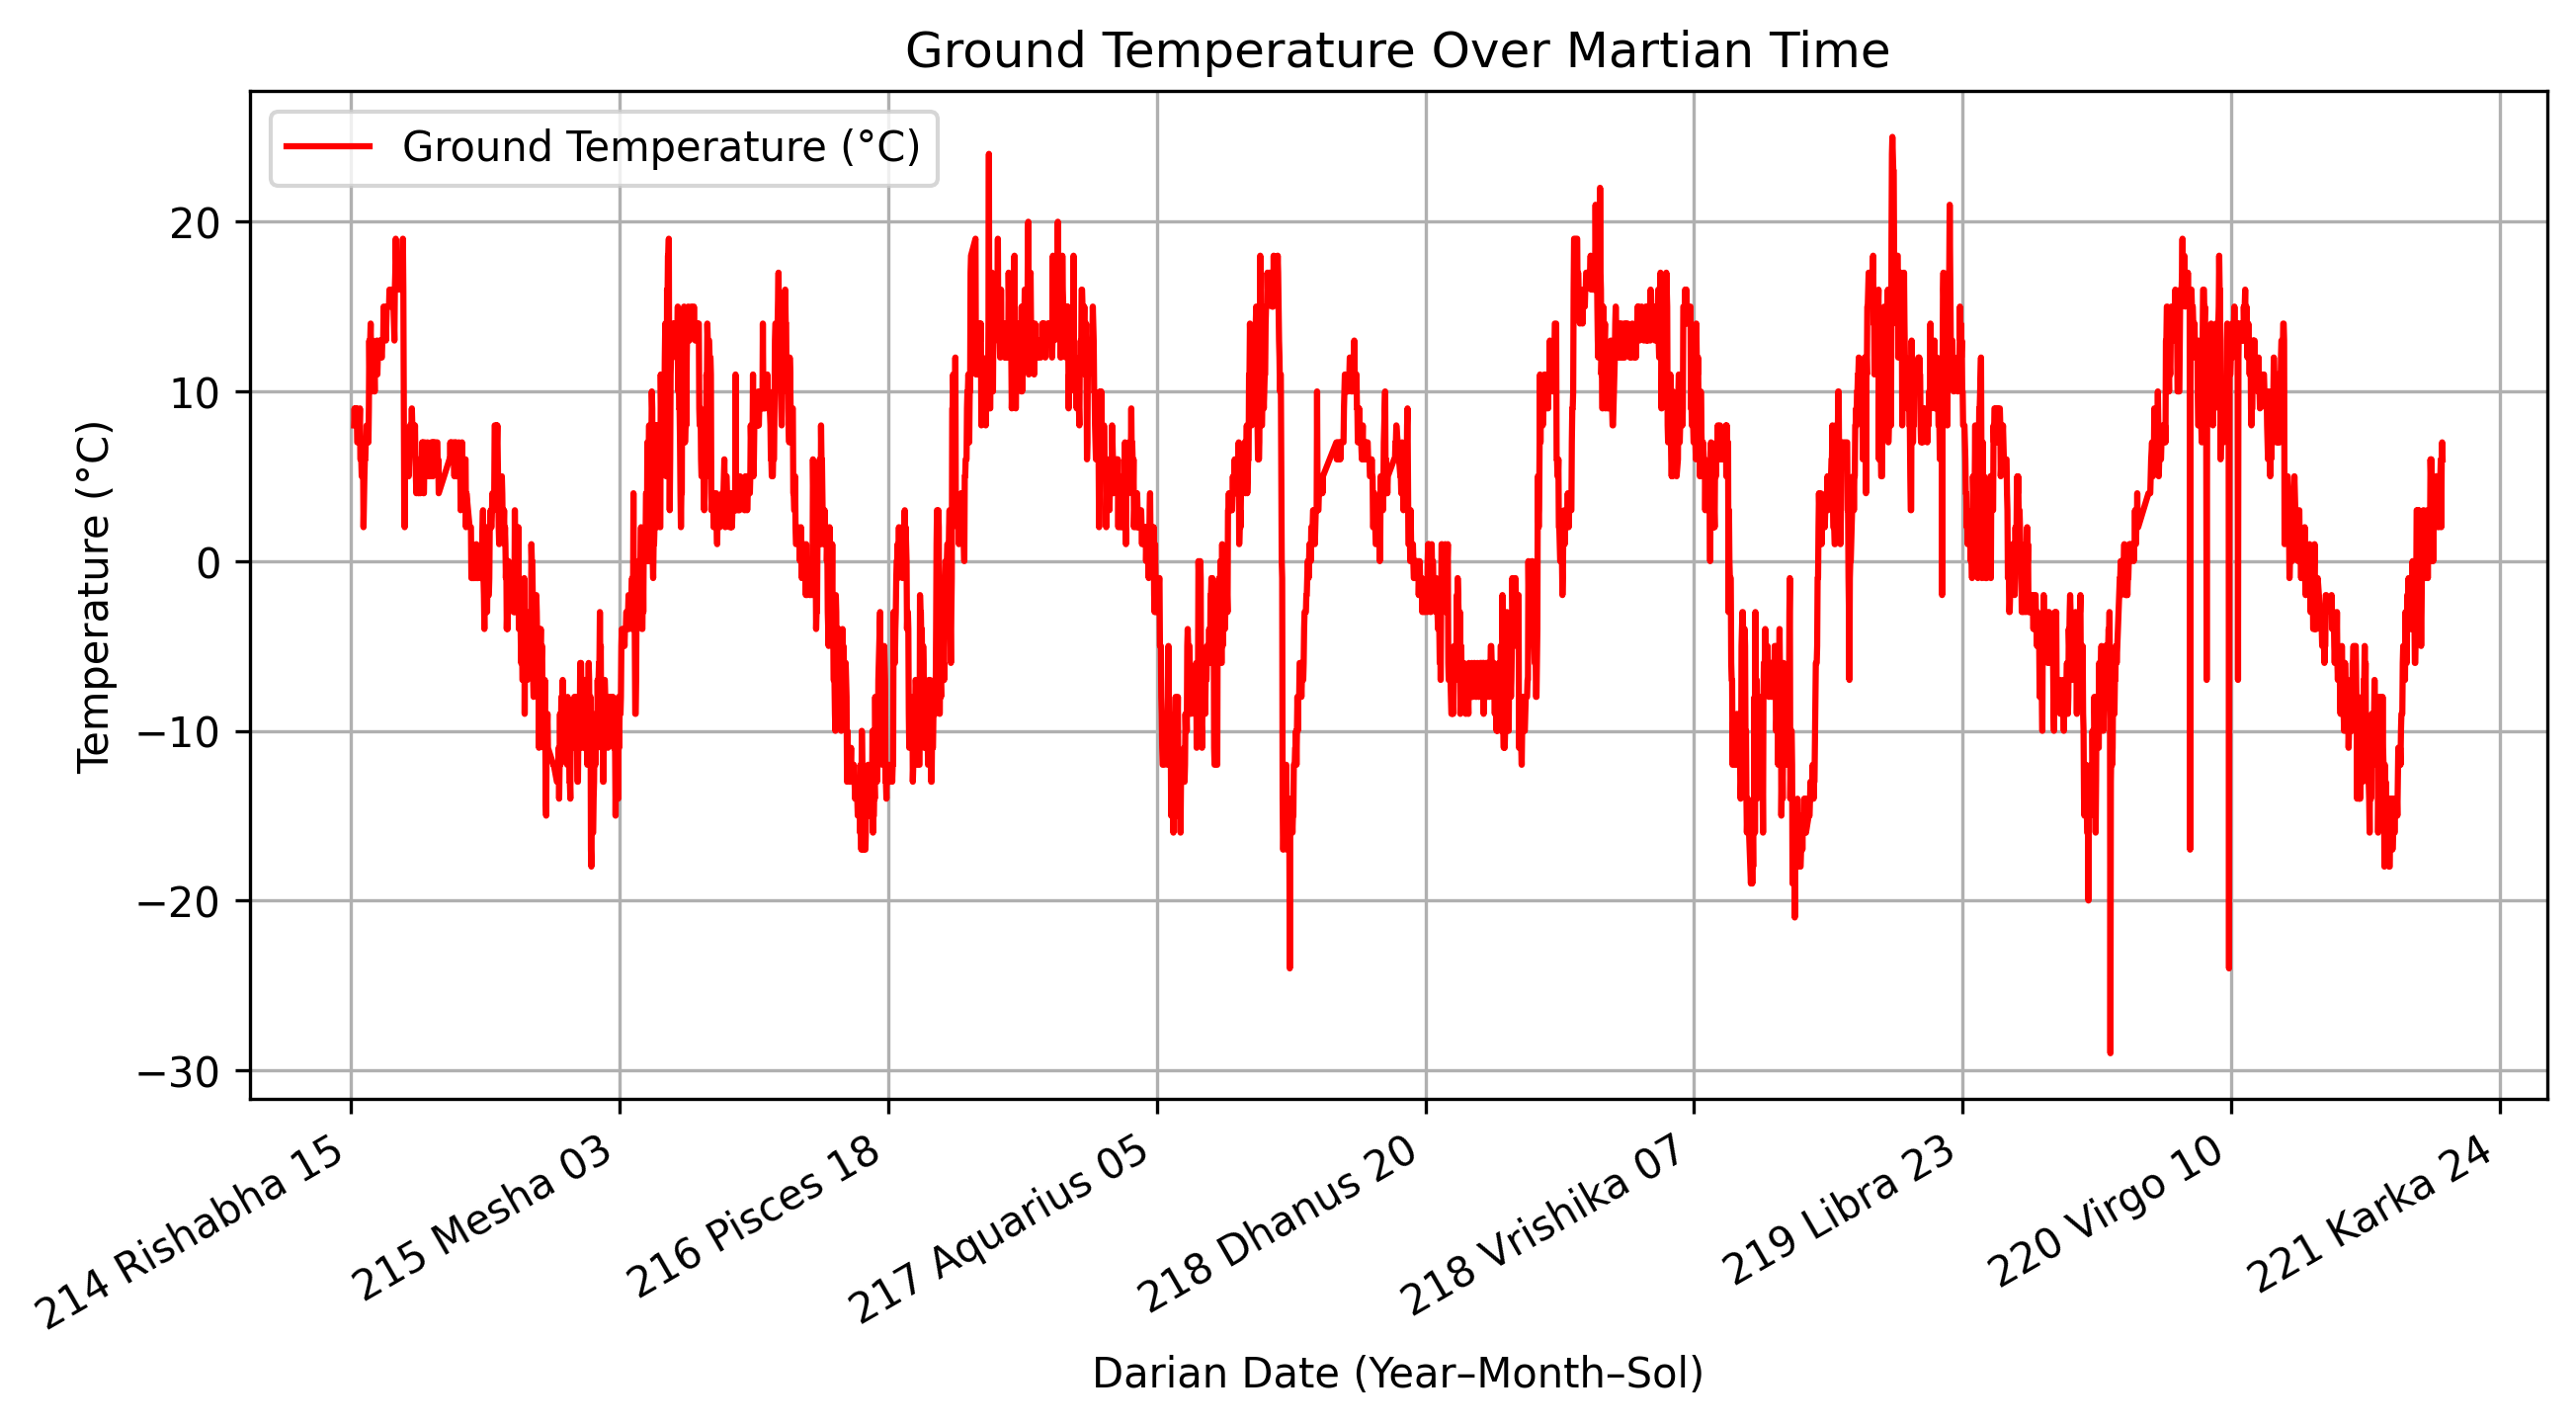 Ground Temperature Over Martian Time
Ground Temperature (°C)
Temperature (°C)
20
10
0
−10
−20
−30
214 Rishabha 15
215 Mesha 03
216 Pisces 18
217 Aquarius 05
218 Dhanus 20
218 Vrishika 07
219 Libra 23
220 Virgo 10
221 Karka 24
Darian Date (Year–Month–Sol)